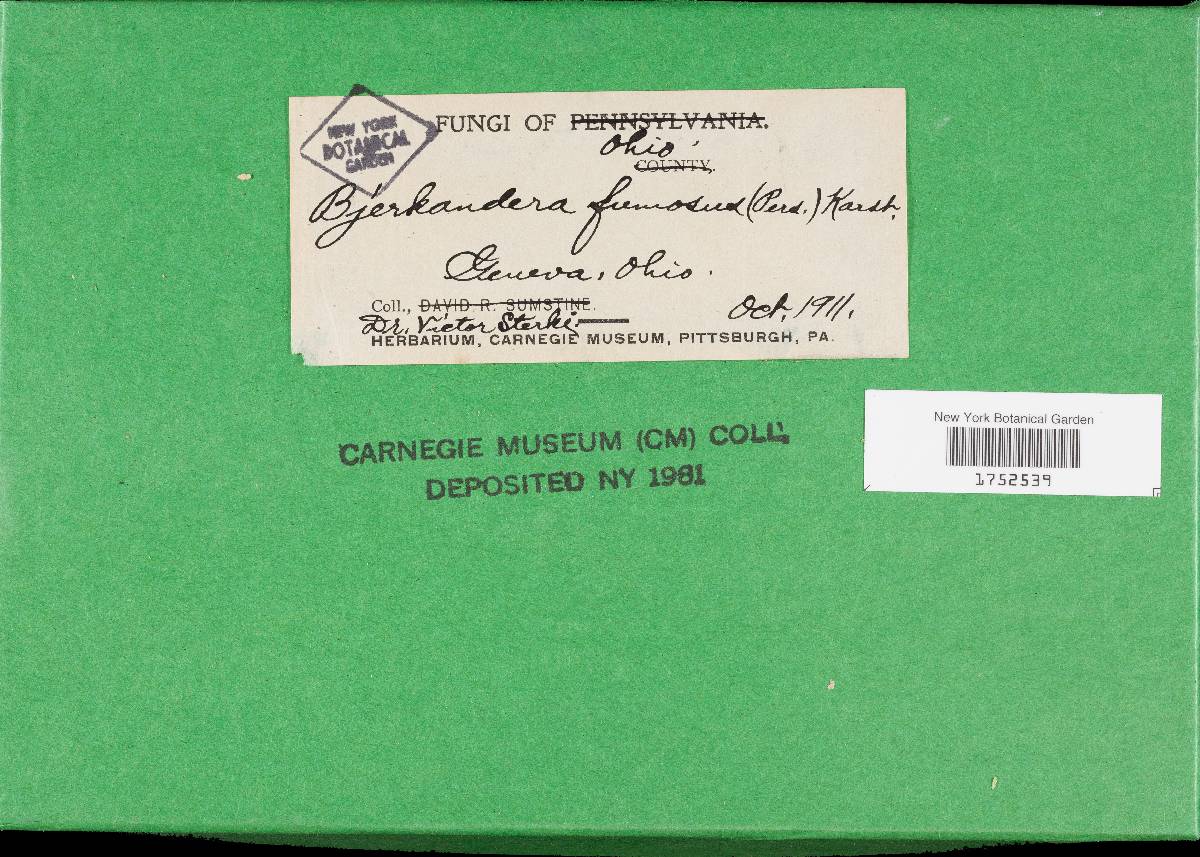 NEW YORK
BOTANICAL
GARDEN
FUNGI OF PENNSYLVANIA.
Ohio.
COUNTY.
Bjerkandera fumosus (Pers.) Karst.
Geneva, Ohio.
Coll., DAVID R. SUMSTINE. Oct. 1911.
Dr. Victor Sterki.
HERBARIUM, CARNEGIE MUSEUM, PITTSBURGH, PA.
New York Botanical Garden
1752539
CARNEGIE MUSEUM (CM) COLL.
DEPOSITED NY 1981